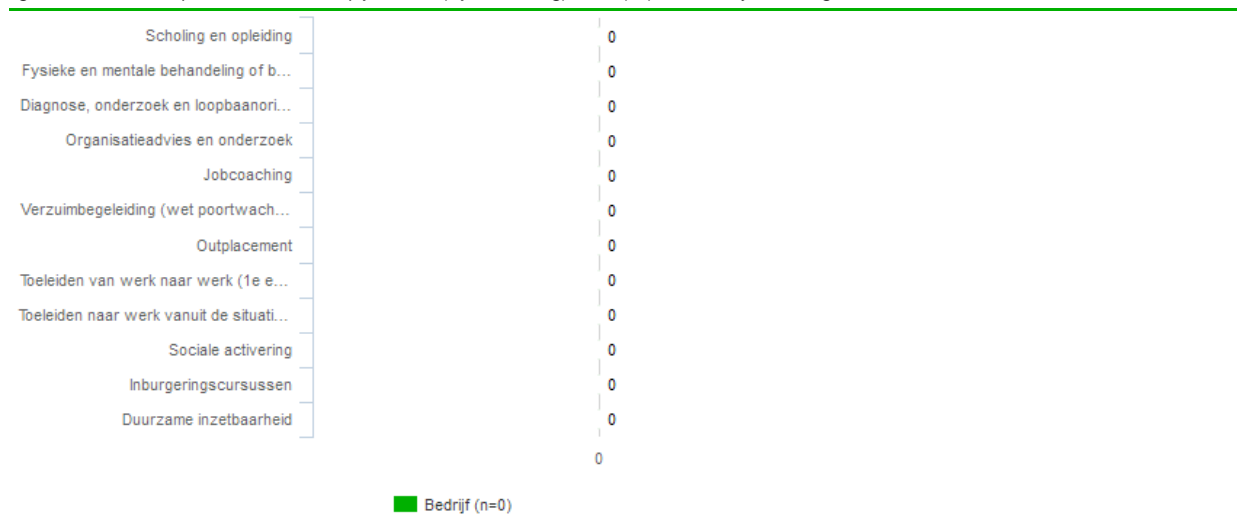 Scholing en opleiding 0
Fysieke en mentale behandeling of b... 0
Diagnose, onderzoek en loopbaanori... 0
Organisatieadvies en onderzoek 0
Jobcoaching 0
Verzuimbegeleiding (wet poortwach... 0
Outplacement 0
Toeleiden van werk naar werk (1e e... 0
Toeleiden naar werk vanuit de situati... 0
Sociale activering 0
Inburgeringscursussen 0
Duurzame inzetbaarheid 0
0
Bedrijf (n=0)